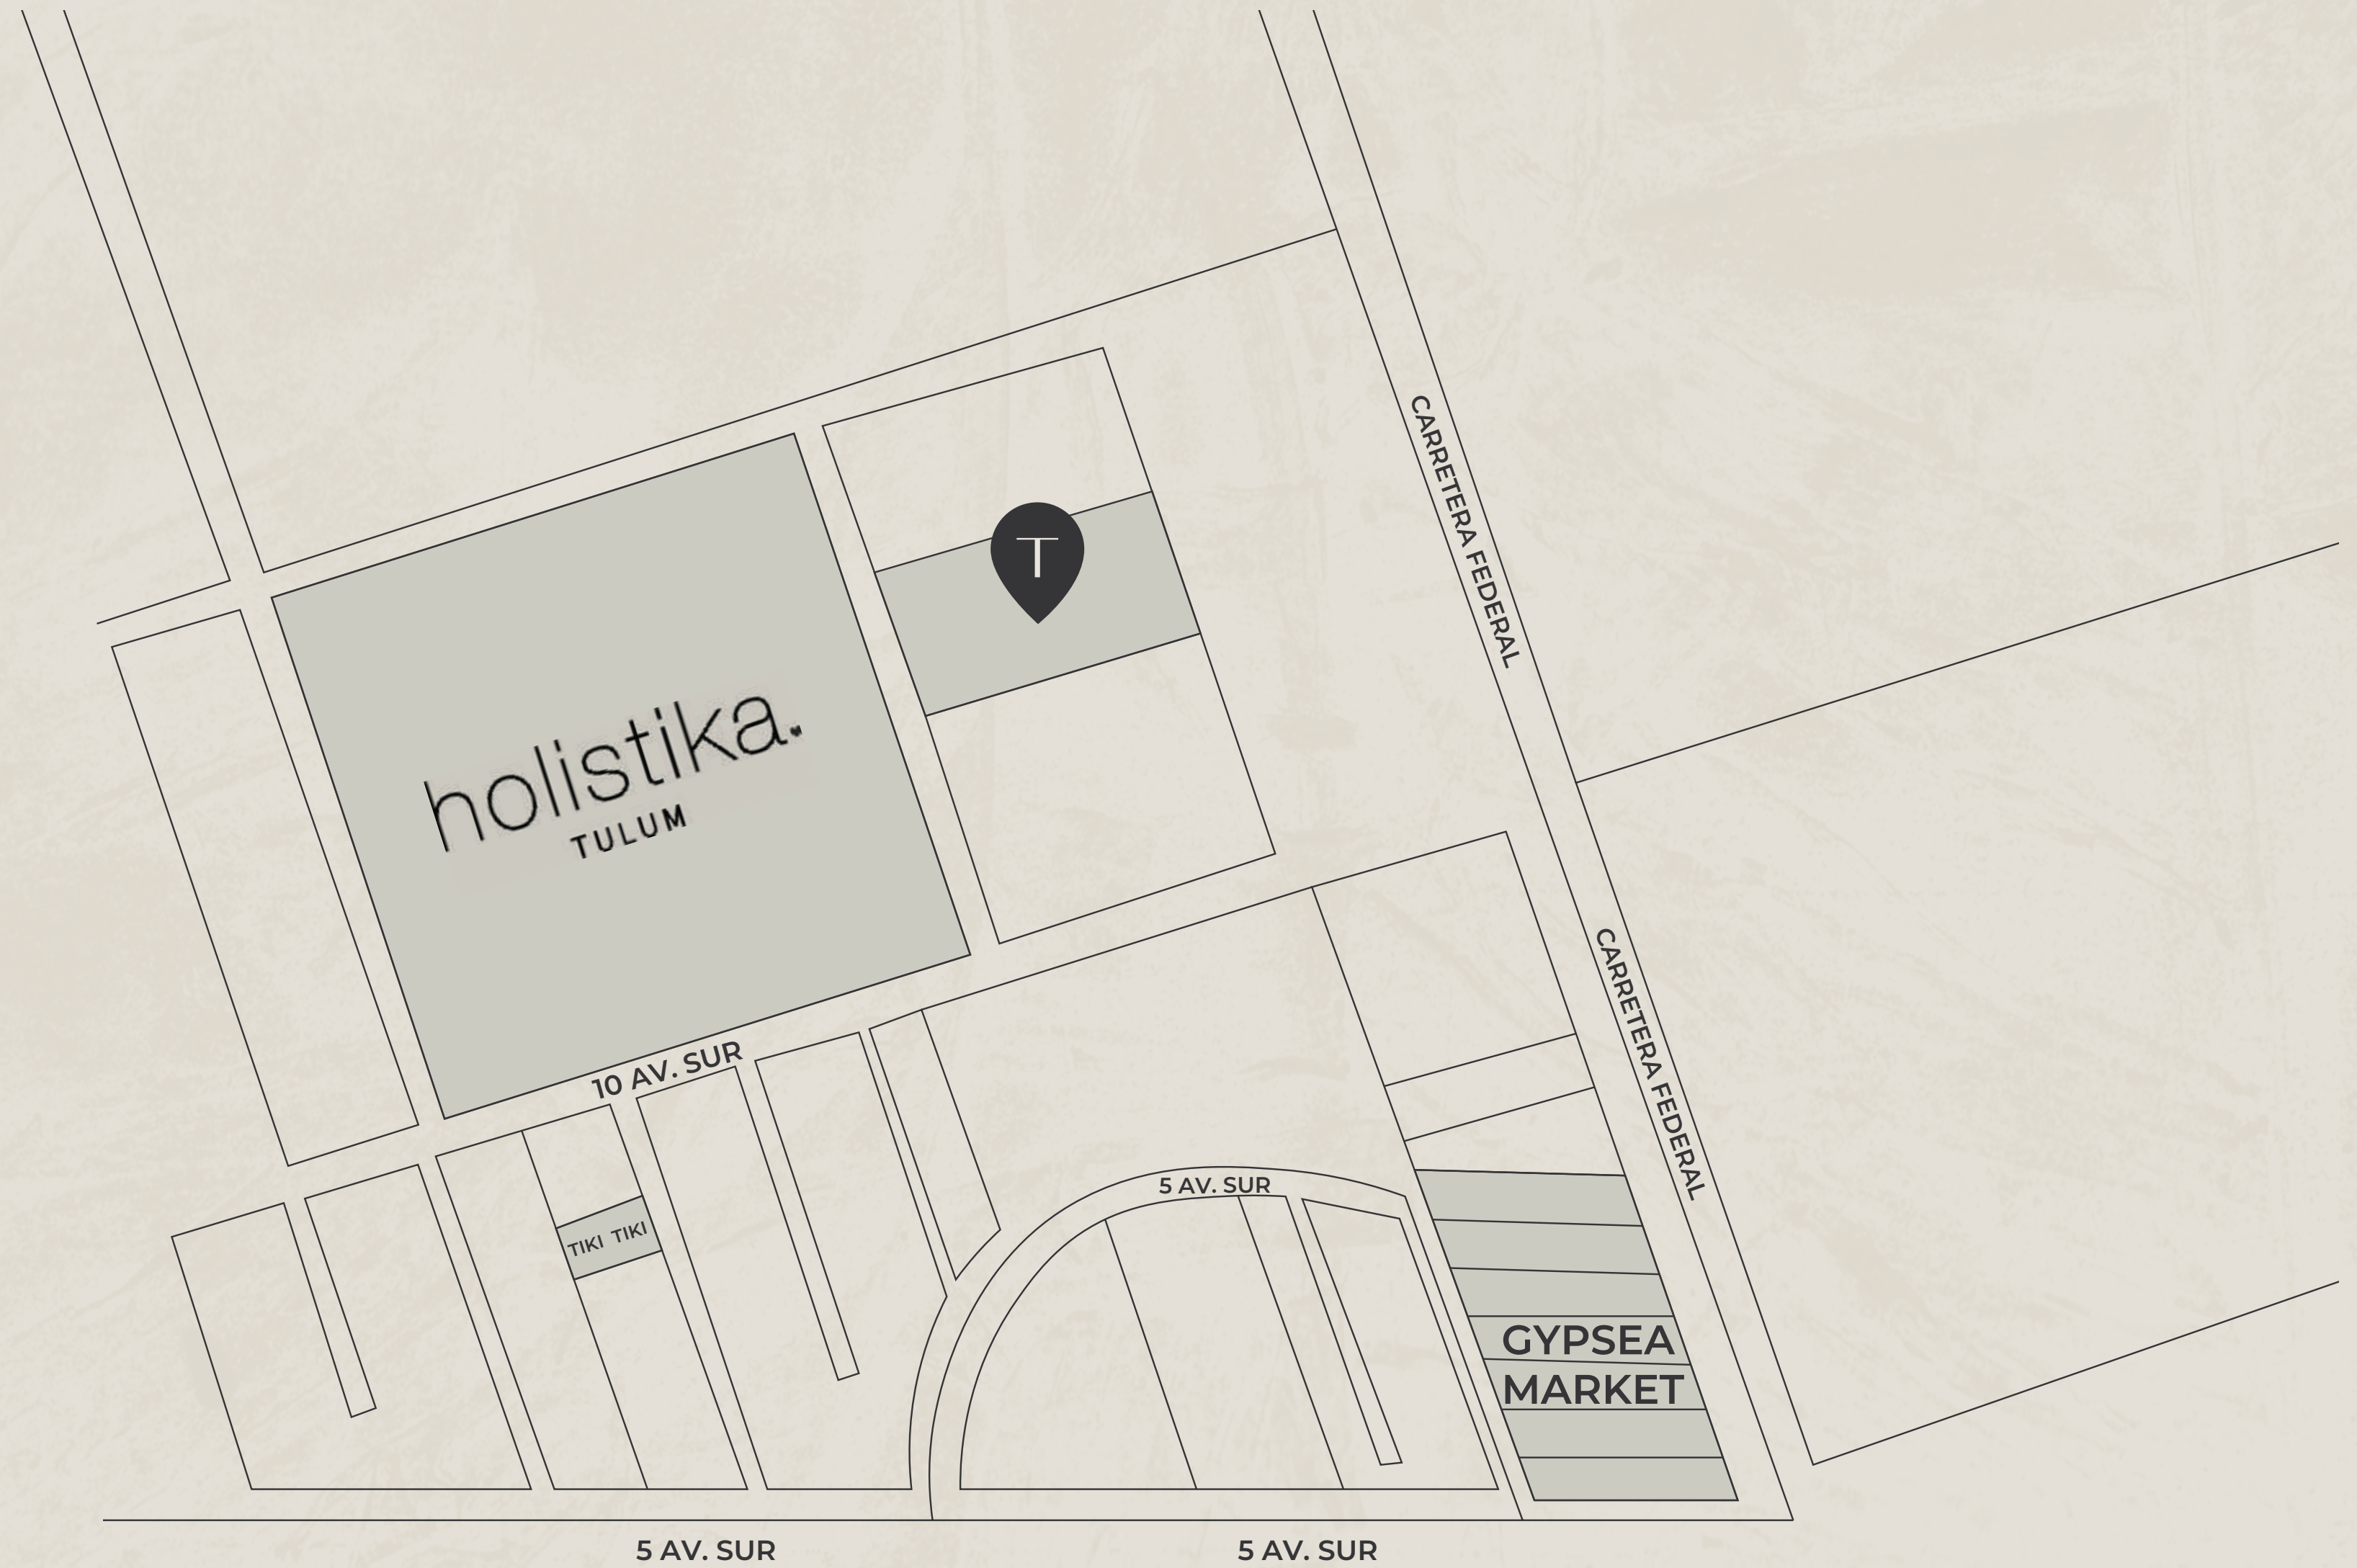 CARRETERA FEDERAL
T
holistika.
TULUM
CARRETERA FEDERAL
10 AV. SUR
5 AV. SUR
TIKI TIKI
GYPSEA
MARKET
5 AV. SUR
5 AV. SUR